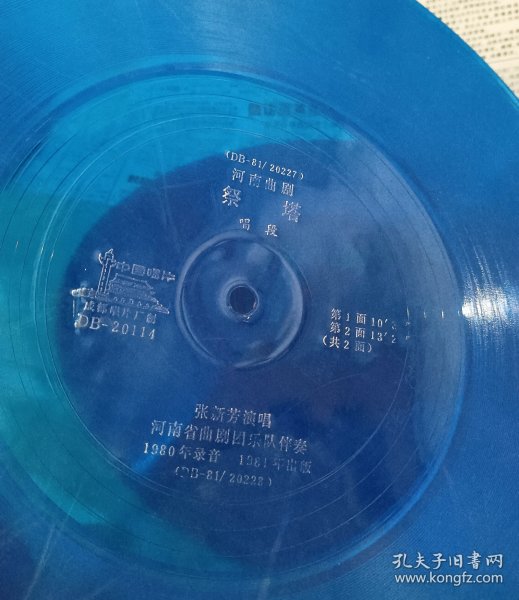 (DB-81/20227)
河南曲剧
祭塔
唱段
中国唱片
成都唱片厂制
DB-20114
第1面10′
第2面13′2
(共2面)
张新芳演唱
河南省曲剧团乐队伴奏
1980年录音 1981年出版
(DB-81/20228)
孔夫子旧书网
kongfz.com